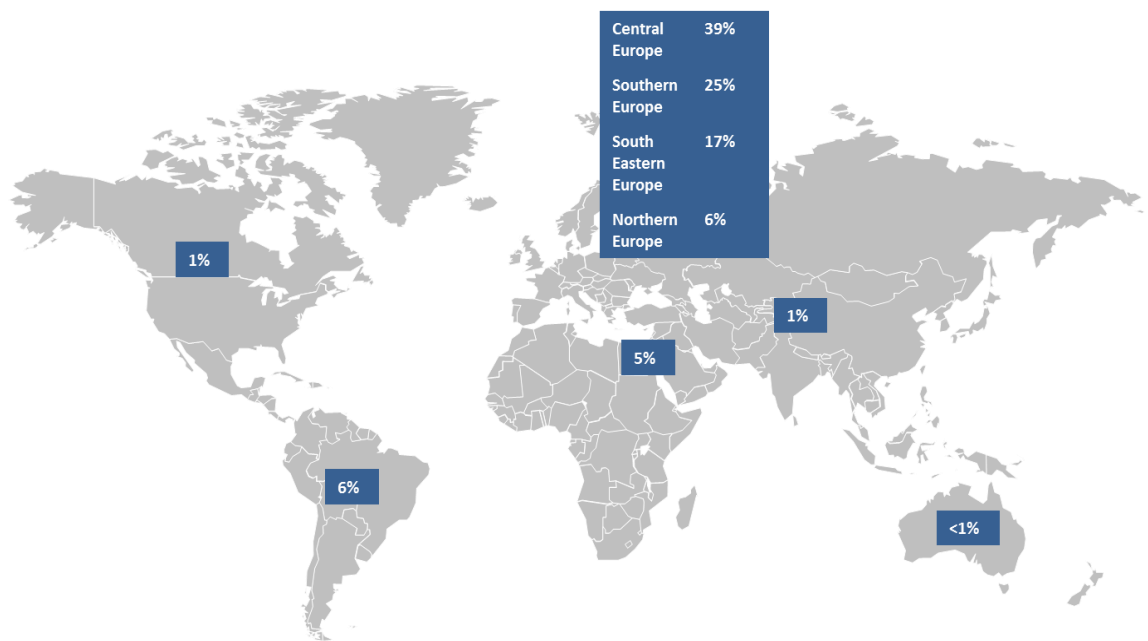 Central 39%
Europe
Southern 25%
Europe
South 17%
Eastern
Europe
Northern 6%
Europe
1%
1%
5%
6%
<1%